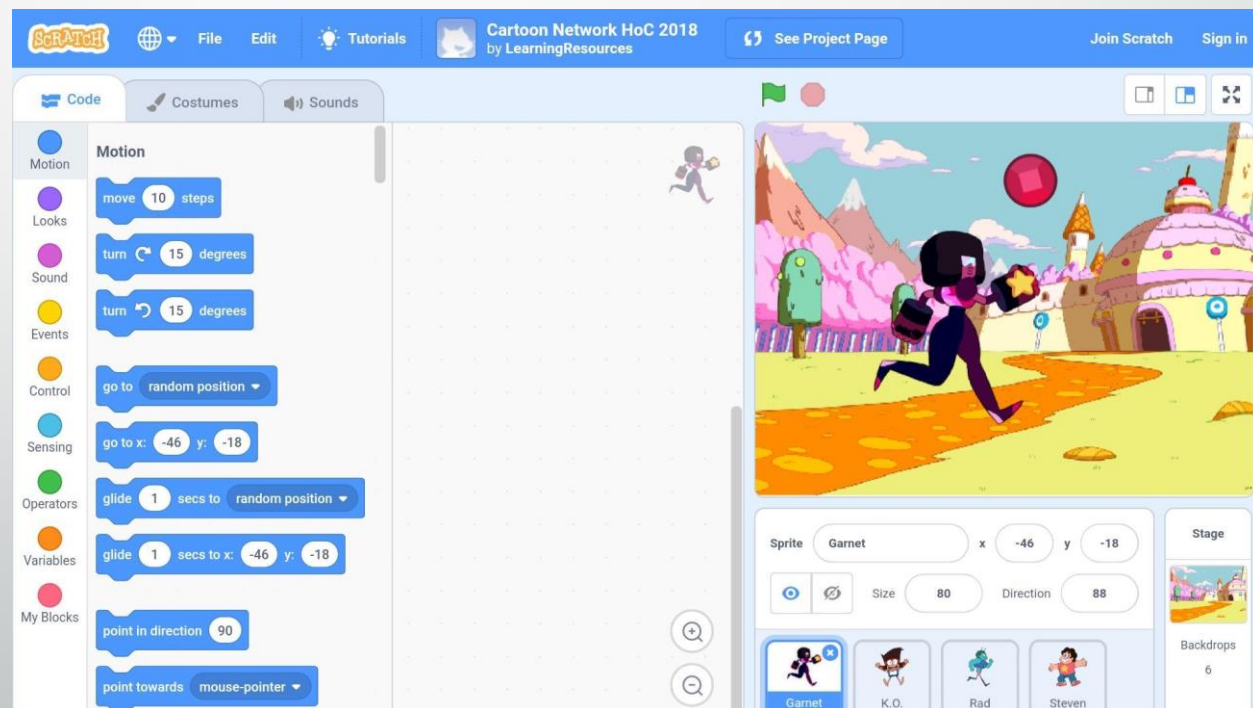 SCRATCH
File Edit Tutorials
Cartoon Network HoC 2018
by LearningResources
See Project Page
Join Scratch Sign in
Code Costumes Sounds
Motion
Looks
Sound
Events
Control
Sensing
Operators
Variables
My Blocks
Motion
move 10 steps
turn 15 degrees
turn 15 degrees
go to random position
go to x: -46 y: -18
glide 1 secs to random position
glide 1 secs to x: -46 y: -18
point in direction 90
point towards mouse-pointer
Sprite Garnet x -46 y -18
Size 80 Direction 88
Garnet K.O. Rad Steven
Stage
Backdrops
6